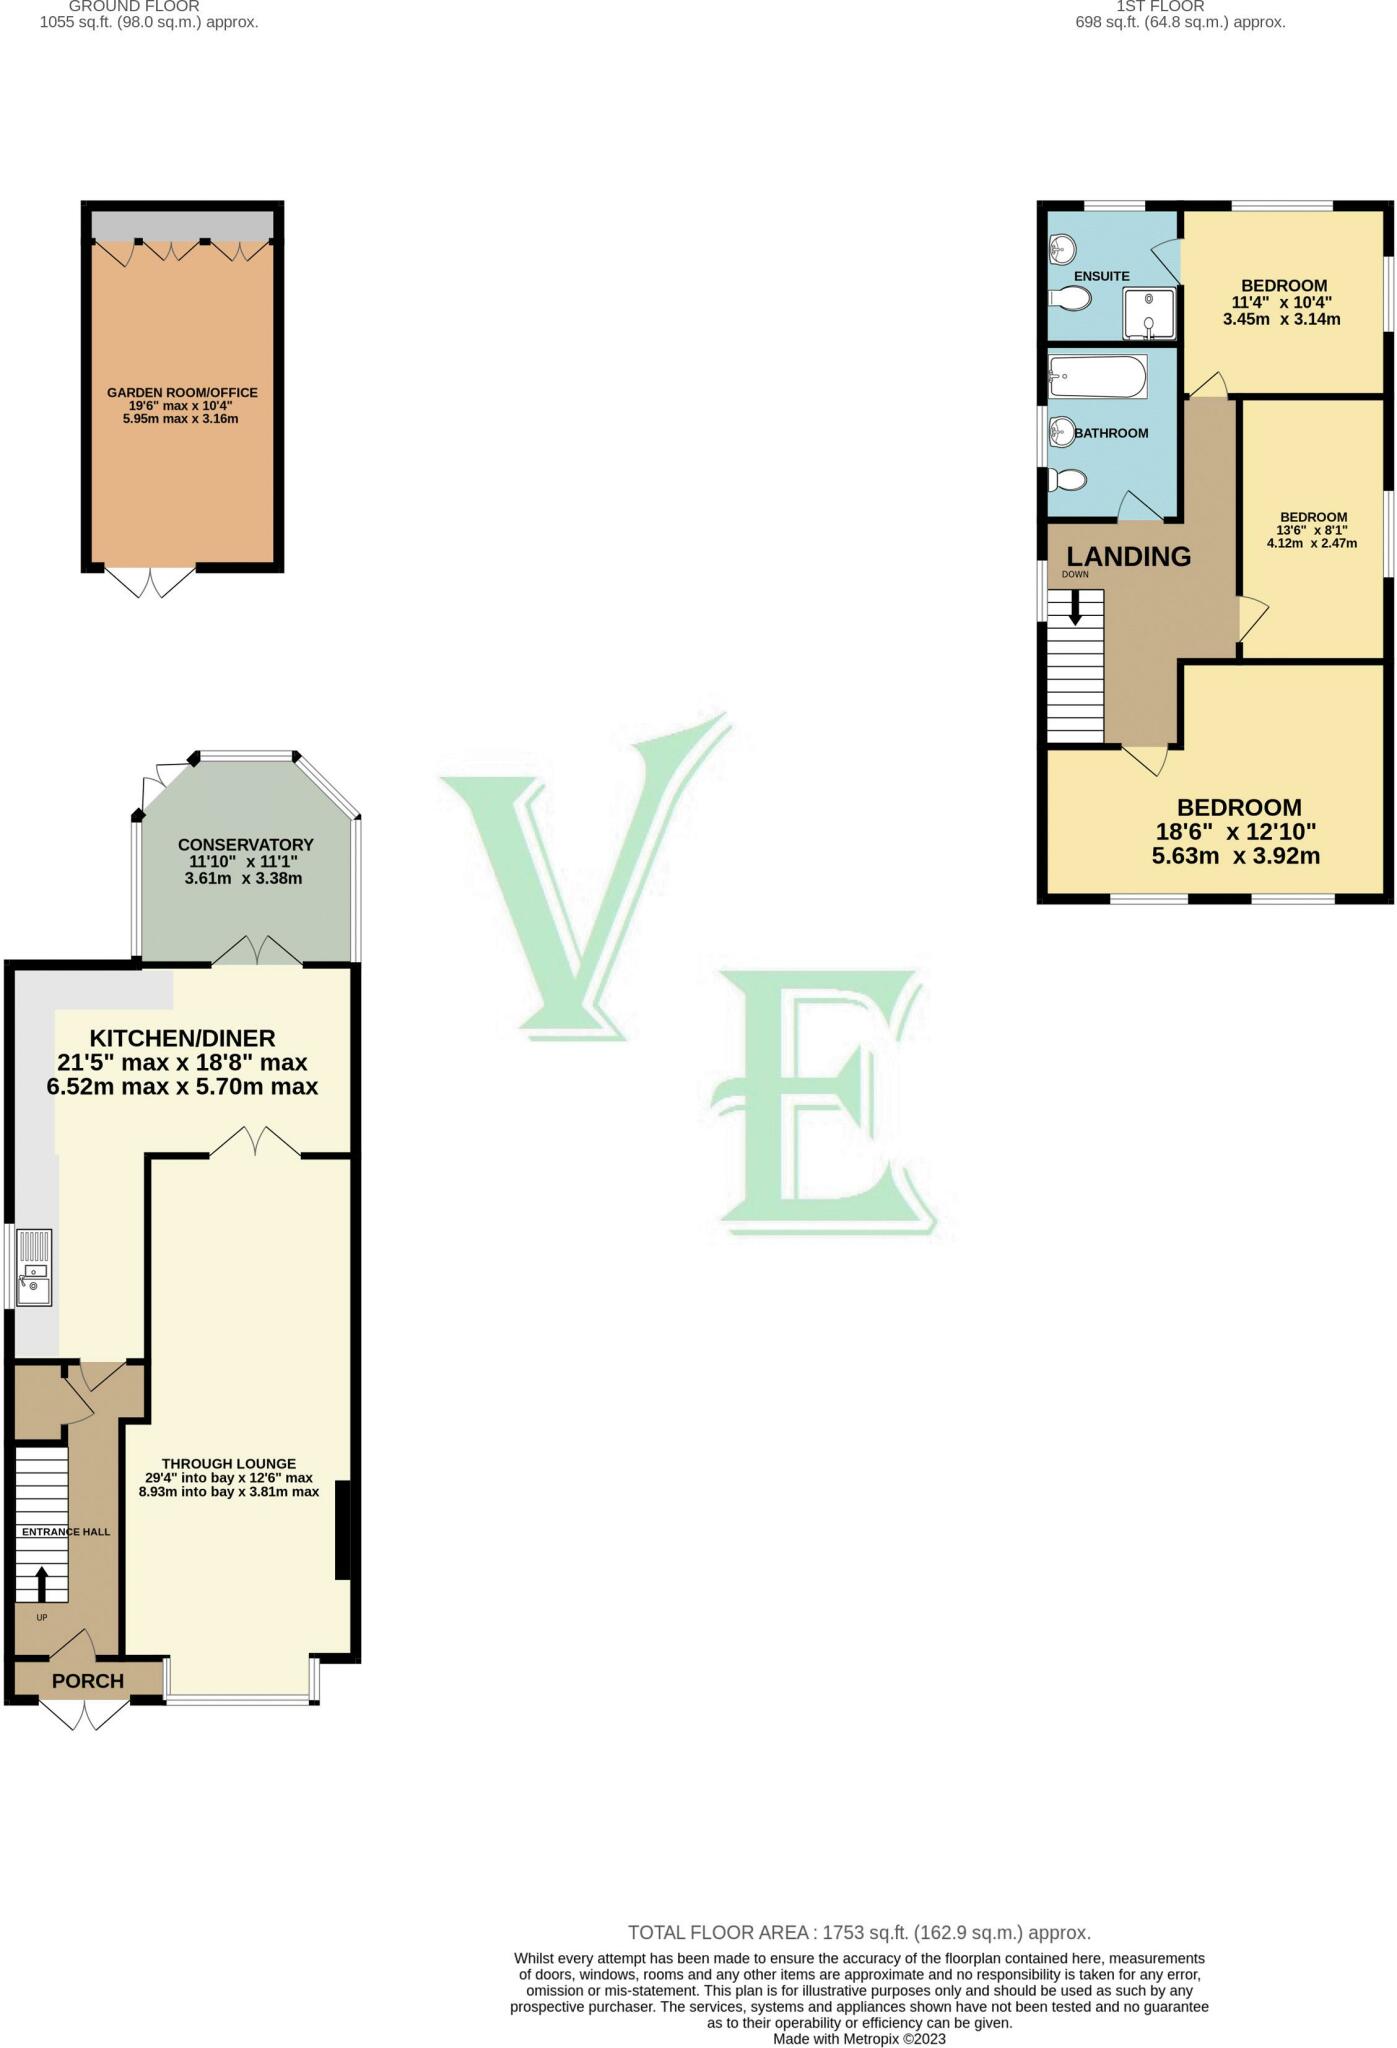 GROUND FLOOR
1055 sq.ft. (98.0 sq.m.) approx.
1ST FLOOR
698 sq.ft. (64.8 sq.m.) approx.
GARDEN ROOM/OFFICE
19'6" max x 10'4"
5.95m max x 3.16m
ENSUITE
BEDROOM
11'4" x 10'4"
3.45m x 3.14m
BATHROOM
BEDROOM
13'6" x 8'1"
4.12m x 2.47m
LANDING
DOWN
BEDROOM
18'6" x 12'10"
5.63m x 3.92m
CONSERVATORY
11'10" x 11'1"
3.61m x 3.38m
VE
KITCHEN/DINER
21'5" max x 18'8" max
6.52m max x 5.70m max
THROUGH LOUNGE
29'4" into bay x 12'6" max
8.93m into bay x 3.81m max
ENTRANCE HALL
UP
PORCH
TOTAL FLOOR AREA : 1753 sq.ft. (162.9 sq.m.) approx.
Whilst every attempt has been made to ensure the accuracy of the floorplan contained here, measurements
of doors, windows, rooms and any other items are approximate and no responsibility is taken for any error,
omission or mis-statement. This plan is for illustrative purposes only and should be used as such by any
prospective purchaser. The services, systems and appliances shown have not been tested and no guarantee
as to their operability or efficiency can be given.
Made with Metropix ©2023